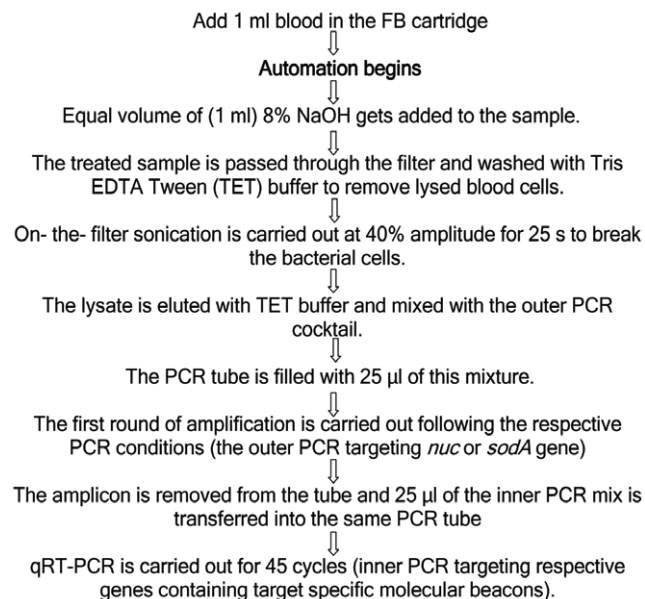 Add 1 ml blood in the FB cartridge
Automation begins
Equal volume of (1 ml) 8% NaOH gets added to the sample.
The treated sample is passed through the filter and washed with Tris
EDTA Tween (TET) buffer to remove lysed blood cells.
On- the- filter sonication is carried out at 40% amplitude for 25 s to break
the bacterial cells.
The lysate is eluted with TET buffer and mixed with the outer PCR
cocktail.
The PCR tube is filled with 25 µl of this mixture.
The first round of amplification is carried out following the respective
PCR conditions (the outer PCR targeting nuc or sodA gene)
The amplicon is removed from the tube and 25 µl of the inner PCR mix is
transferred into the same PCR tube
qRT-PCR is carried out for 45 cycles (inner PCR targeting respective
genes containing target specific molecular beacons).